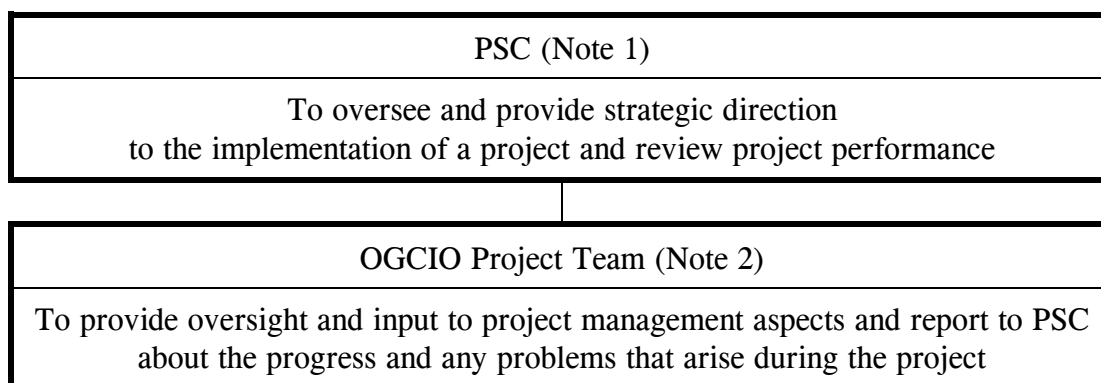 PSC (Note 1)
To oversee and provide strategic direction
to the implementation of a project and review project performance
OGCIO Project Team (Note 2)
To provide oversight and input to project management aspects and report to PSC
about the progress and any problems that arise during the project